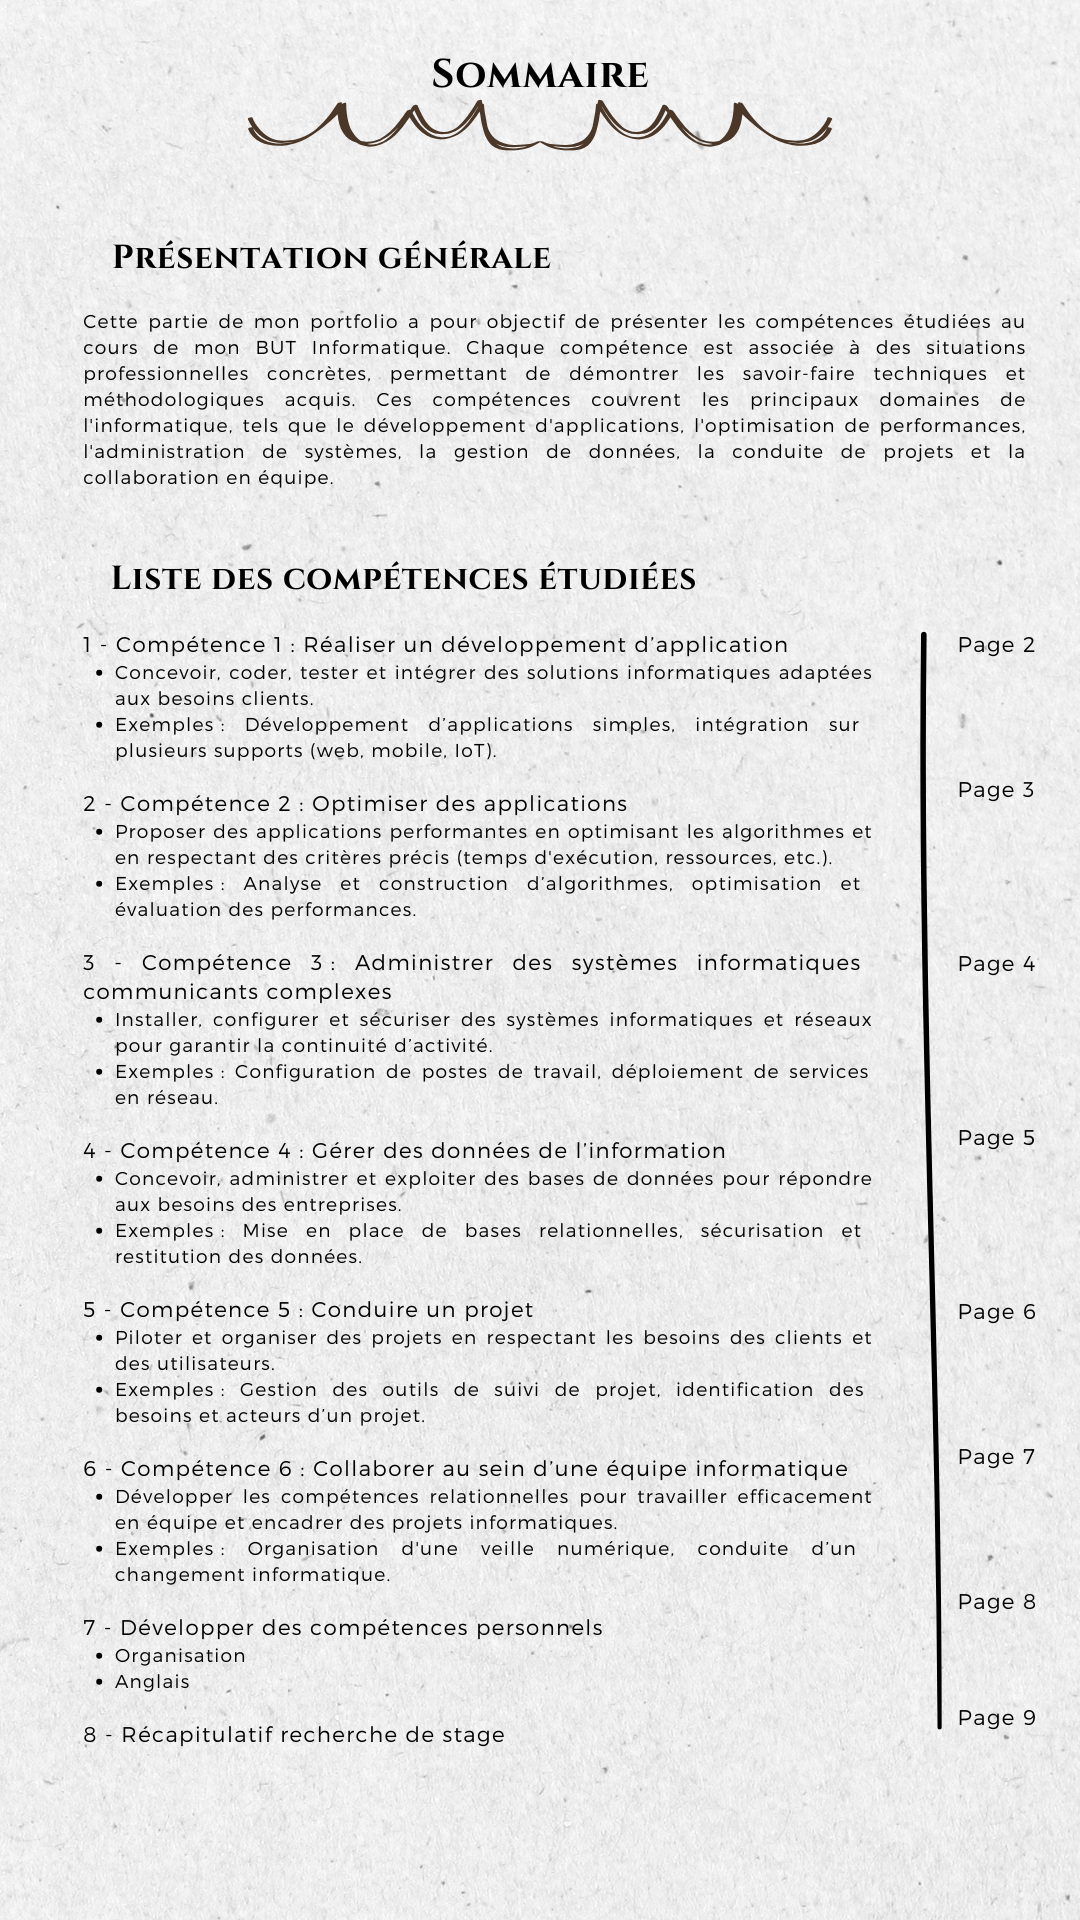 Sommaire
Présentation générale
Cette partie de mon portfolio a pour objectif de présenter les compétences étudiées au
cours de mon BUT Informatique. Chaque compétence est associée à des situations
professionnelles concrètes, permettant de démontrer les savoir-faire techniques et
méthodologiques acquis. Ces compétences couvrent les principaux domaines de
l'informatique, tels que le développement d'applications, l'optimisation de performances,
l'administration de systèmes, la gestion de données, la conduite de projets et la
collaboration en équipe.
Liste des compétences étudiées
1 - Compétence 1 : Réaliser un développement d’application
Page 2
• Concevoir, coder, tester et intégrer des solutions informatiques adaptées
aux besoins clients.
• Exemples : Développement d’applications simples, intégration sur
plusieurs supports (web, mobile, IoT).
Page 3
2 - Compétence 2 : Optimiser des applications
• Proposer des applications performantes en optimisant les algorithmes et
en respectant des critères précis (temps d'exécution, ressources, etc.).
• Exemples : Analyse et construction d’algorithmes, optimisation et
évaluation des performances.
3 - Compétence 3 : Administrer des systèmes informatiques
Page 4
communicants complexes
• Installer, configurer et sécuriser des systèmes informatiques et réseaux
pour garantir la continuité d’activité.
• Exemples : Configuration de postes de travail, déploiement de services
en réseau.
Page 5
4 - Compétence 4 : Gérer des données de l’information
• Concevoir, administrer et exploiter des bases de données pour répondre
aux besoins des entreprises.
• Exemples : Mise en place de bases relationnelles, sécurisation et
restitution des données.
5 - Compétence 5 : Conduire un projet
Page 6
• Piloter et organiser des projets en respectant les besoins des clients et
des utilisateurs.
• Exemples : Gestion des outils de suivi de projet, identification des
besoins et acteurs d’un projet.
Page 7
6 - Compétence 6 : Collaborer au sein d’une équipe informatique
• Développer les compétences relationnelles pour travailler efficacement
en équipe et encadrer des projets informatiques.
• Exemples : Organisation d'une veille numérique, conduite d’un
changement informatique.
Page 8
7 - Développer des compétences personnels
• Organisation
• Anglais
Page 9
8 - Récapitulatif recherche de stage